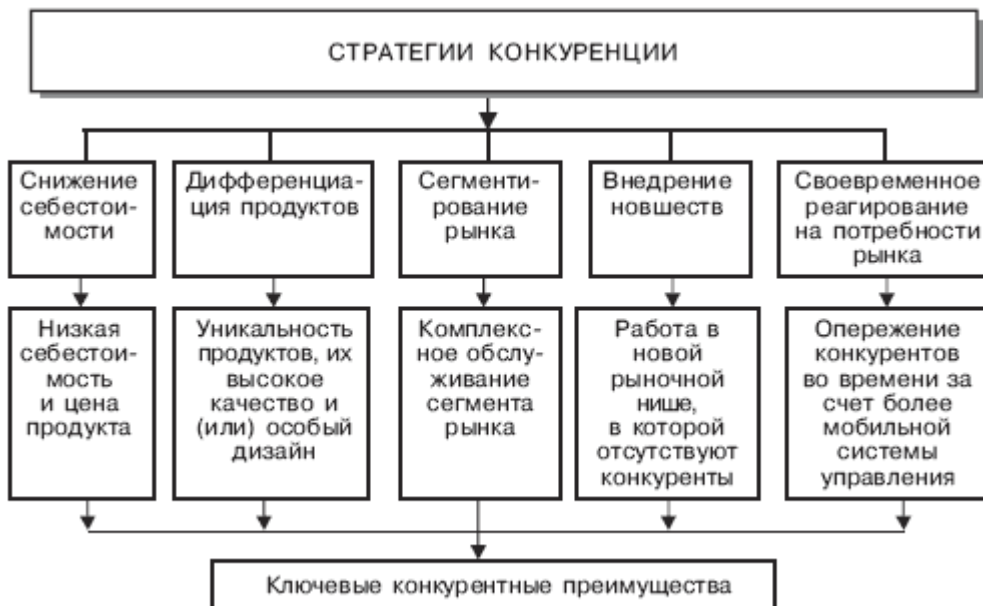 СТРАТЕГИИ КОНКУРЕНЦИИ
Снижение
себестои-
мости
Дифференциа-
ция продуктов
Сегменти-
рование
рынка
Внедрение
новшеств
Своевременное
реагирование
на потребности
рынка
Низкая
себестои-
мость
и цена
продукта
Уникальность
продуктов, их
высокое
качество и
(или) особый
дизайн
Комплекс-
ное обслу-
живание
сегмента
рынка
Работа в
новой
рыночной
нише,
в которой
отсутствуют
конкуренты
Опережение
конкурентов
во времени за
счет более
мобильной
системы
управления
Ключевые конкурентные преимущества